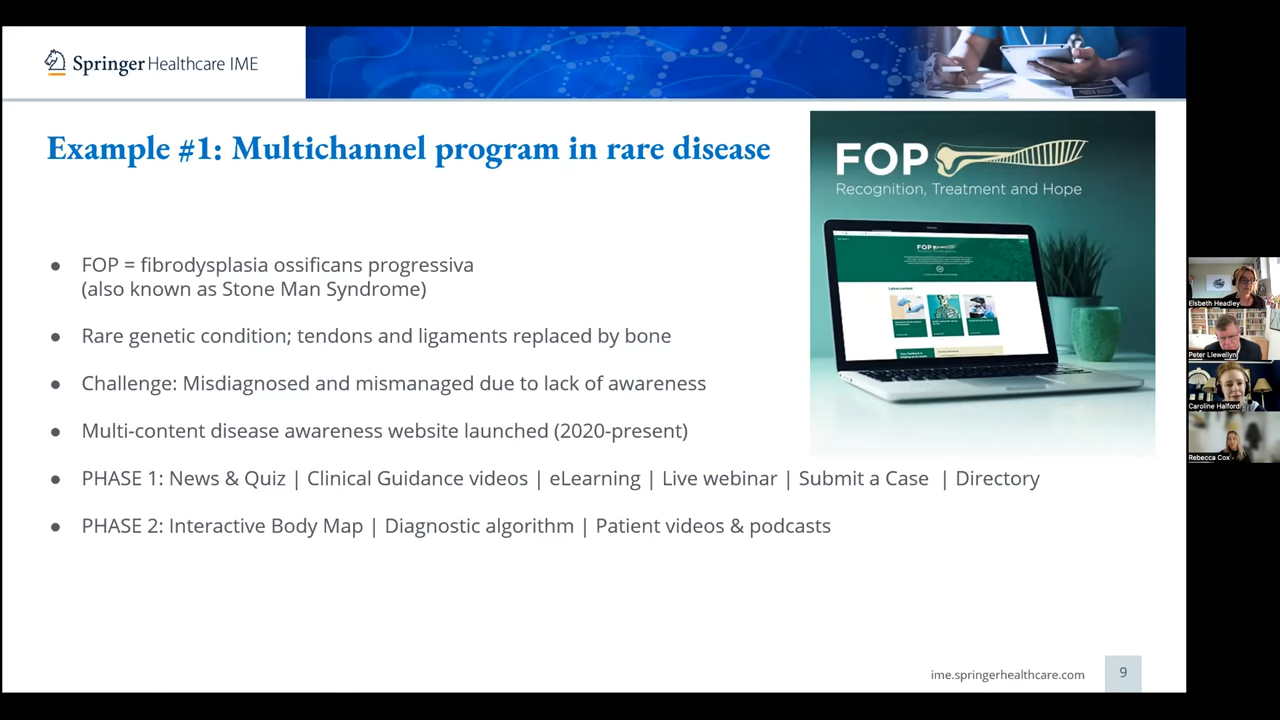 Springer Healthcare IME
Example #1: Multichannel program in rare disease
FOP
Recognition, Treatment and Hope
FOP
Latest content
● FOP = fibrodysplasia ossificans progressiva
(also known as Stone Man Syndrome)
● Rare genetic condition; tendons and ligaments replaced by bone
● Challenge: Misdiagnosed and mismanaged due to lack of awareness
● Multi-content disease awareness website launched (2020-present)
● PHASE 1: News & Quiz | Clinical Guidance videos | eLearning | Live webinar | Submit a Case | Directory
● PHASE 2: Interactive Body Map | Diagnostic algorithm | Patient videos & podcasts
ime.springerhealthcare.com
9
Elsbeth Headley
Peter Llewellyn
Caroline Halford
Rebecca Cox -